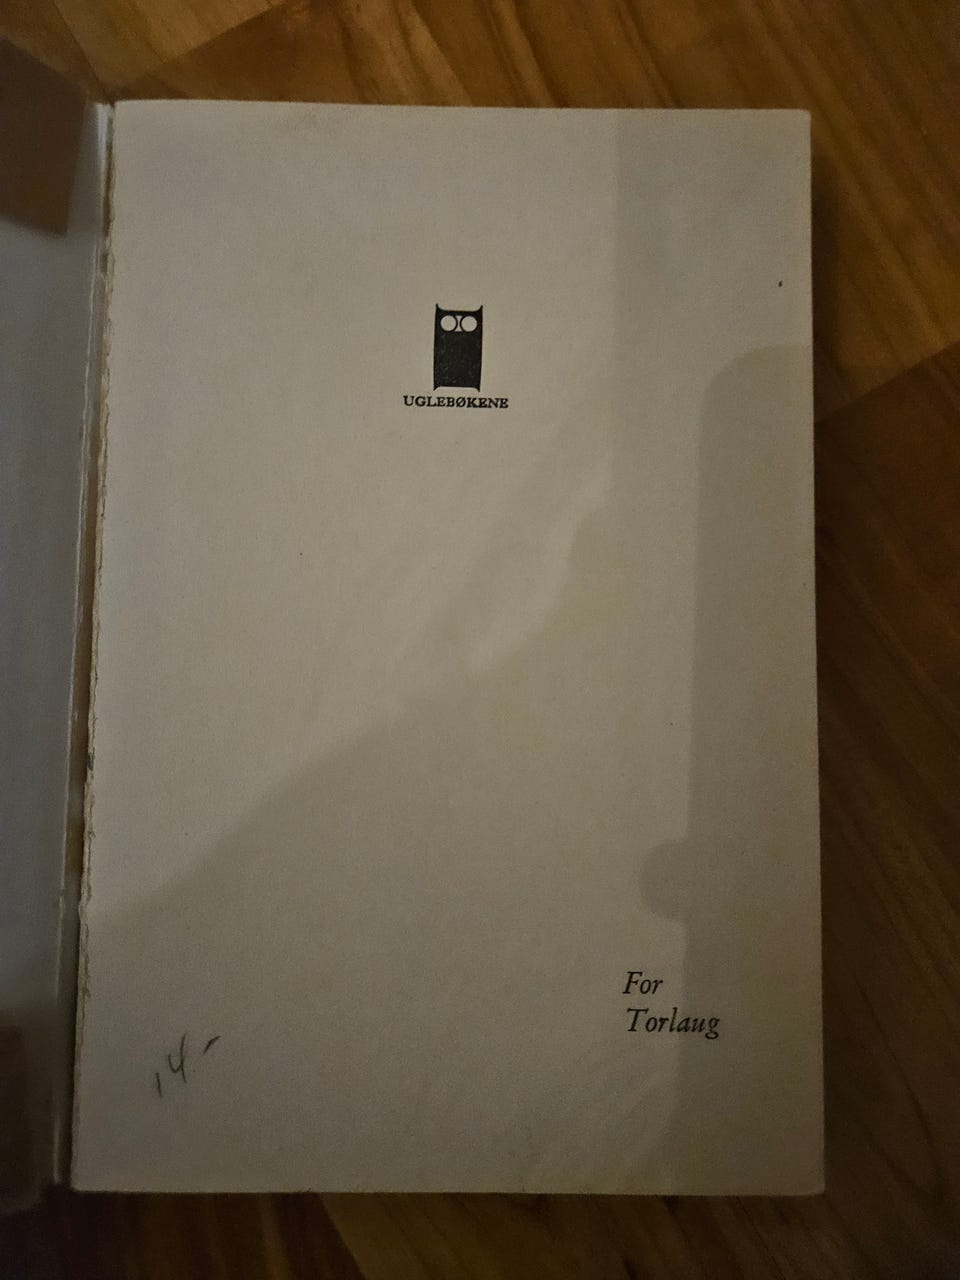 UGLEBØKENE
For
Torlaug
14-